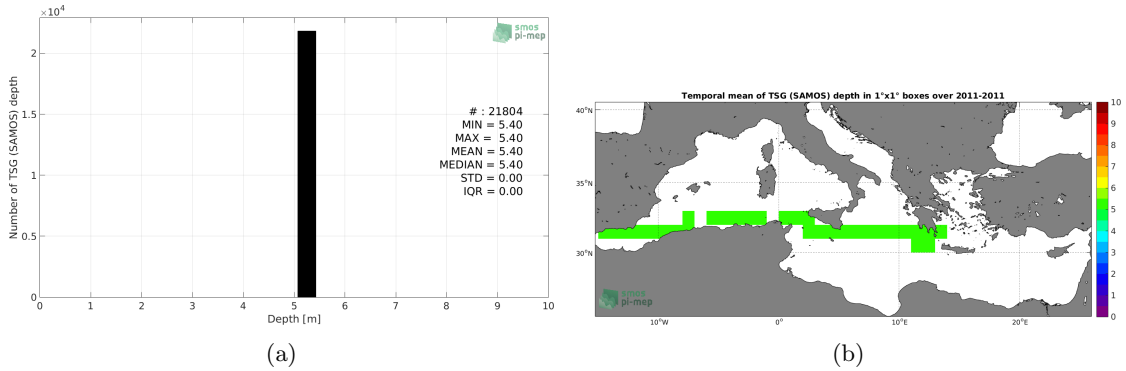 ×10⁴
smos
pi-mep
2
1.5
1
0.5
0
Number of TSG (SAMOS) depth
# : 21804
MIN = 5.40
MAX = 5.40
MEAN = 5.40
MEDIAN = 5.40
STD = 0.00
IQR = 0.00
0 1 2 3 4 5 6 7 8 9 10
Depth [m]
(a)
Temporal mean of TSG (SAMOS) depth in 1°x1° boxes over 2011-2011
40°N
35°N
30°N
10°W 0° 10°E 20°E
10
9
8
7
6
5
4
3
2
1
0
smos
pi-mep
(b)